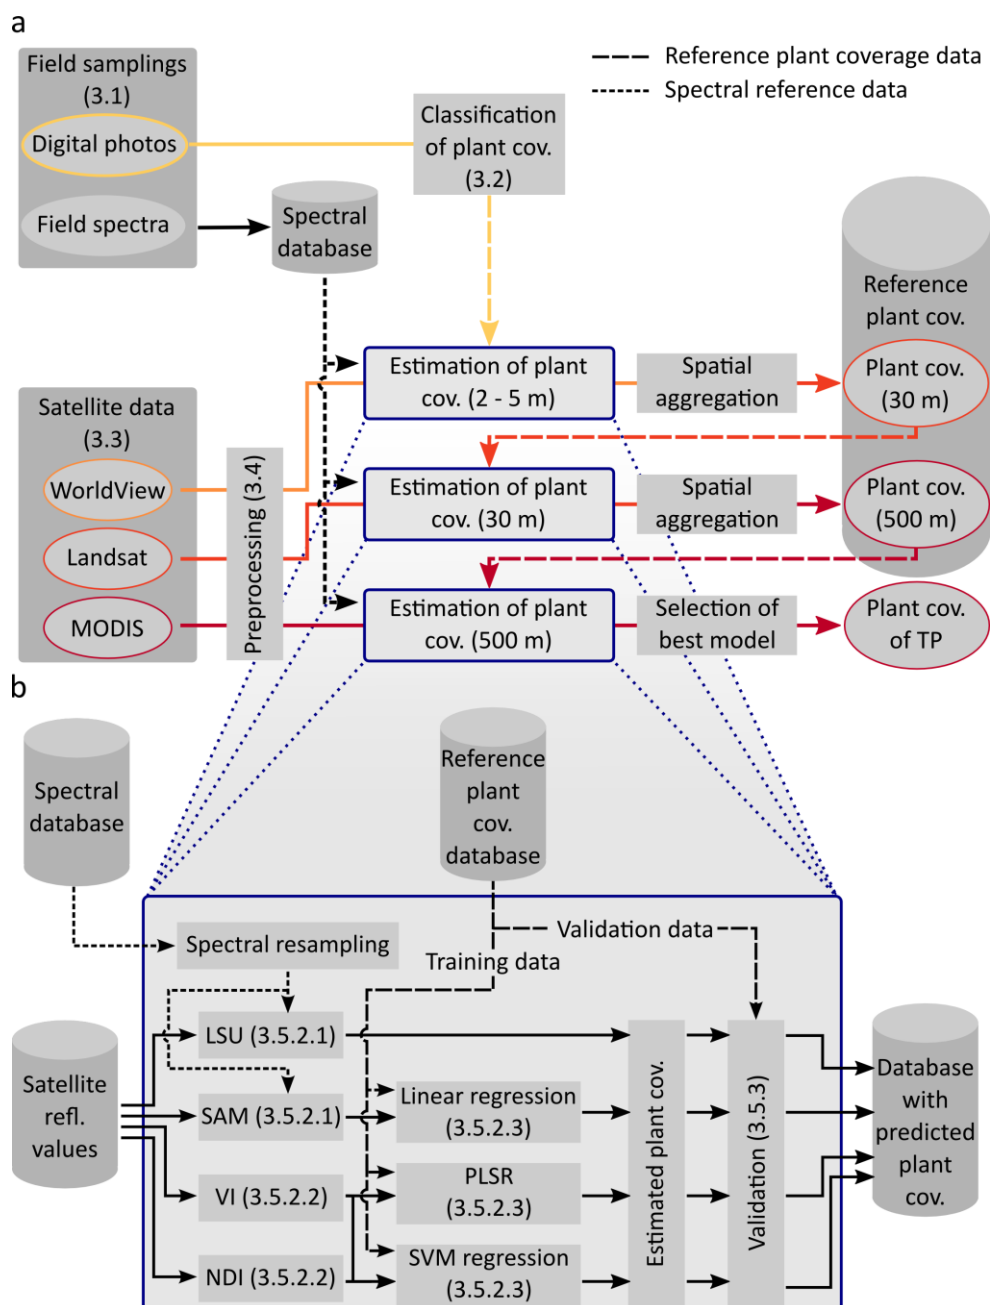 a
Field samplings
(3.1)
Digital photos
Field spectra
Spectral
database
Classification
of plant cov.
(3.2)
Reference plant coverage data
Spectral reference data
Reference
plant cov.
Estimation of plant
cov. (2 - 5 m)
Spatial
aggregation
Plant cov.
(30 m)
Satellite data
(3.3)
WorldView
Landsat
MODIS
Preprocessing (3.4)
Estimation of plant
cov. (30 m)
Spatial
aggregation
Plant cov.
(500 m)
Estimation of plant
cov. (500 m)
Selection of
best model
Plant cov.
of TP
b
Spectral
database
Reference
plant
cov.
database
Spectral resampling
Training data
Validation data
Satellite
refl.
values
LSU (3.5.2.1)
SAM (3.5.2.1)
VI (3.5.2.2)
NDI (3.5.2.2)
Linear regression
(3.5.2.3)
PLSR
(3.5.2.3)
SVM regression
(3.5.2.3)
Estimated plant cov.
Validation (3.5.3)
Database
with
predicted
plant
cov.